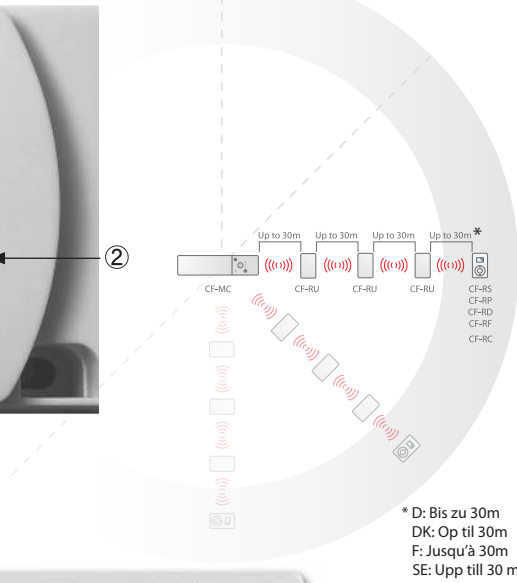 ②
Up to 30m Up to 30m Up to 30m Up to 30m *
CF-MC CF-RU CF-RU CF-RU CF-RS
CF-RP
CF-RD
CF-RF
CF-RC
* D: Bis zu 30m
DK: Op til 30m
F: Jusqu'à 30m
SE: Upp till 30 m